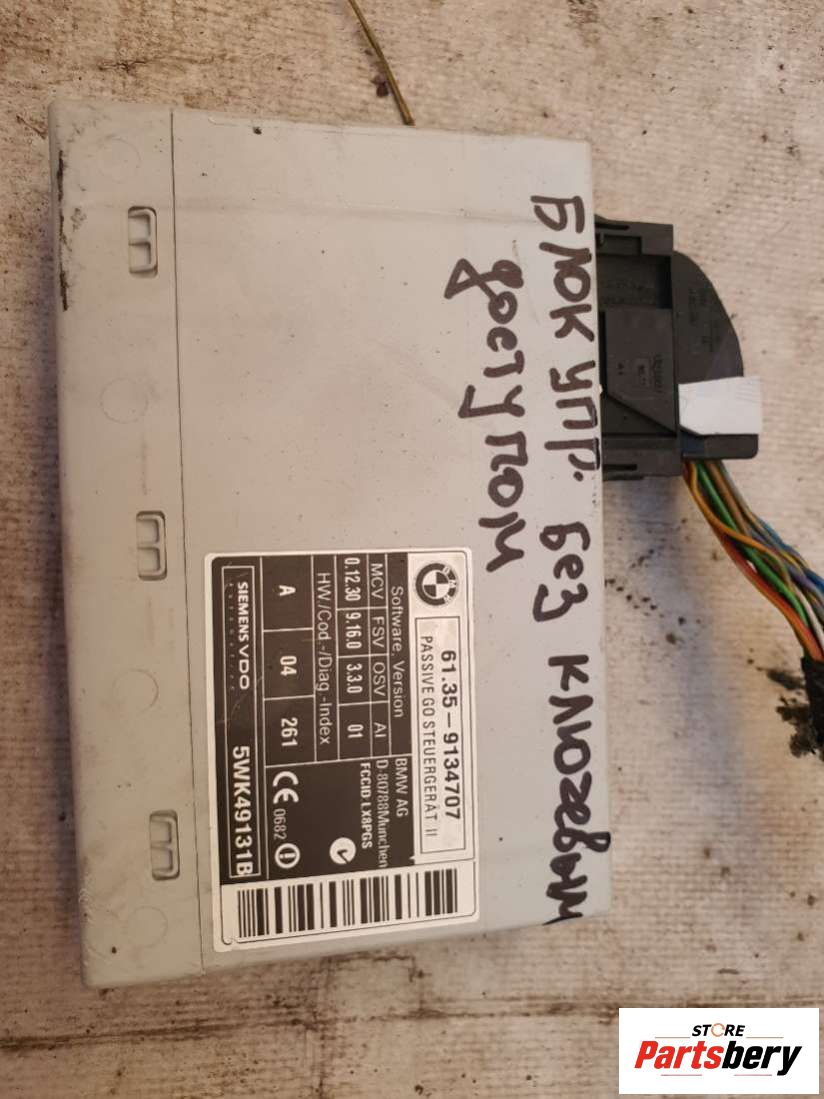 Блок упр. без ключевым
доступом
61.35 – 9134707
PASSIVE GO STEUERGERÄT II
Software. Version
MCV FSV OSV AI
0.12.30 9.16.0 3.3.0 01
HW./Cod.-/Diag.-Index
A 04 261
SIEMENS VDO
AUTOMOTIVE
BMW AG
D-80788München
FCCID:LX8PGS
CE 0682
5WK49131B
STORE
Partsbery